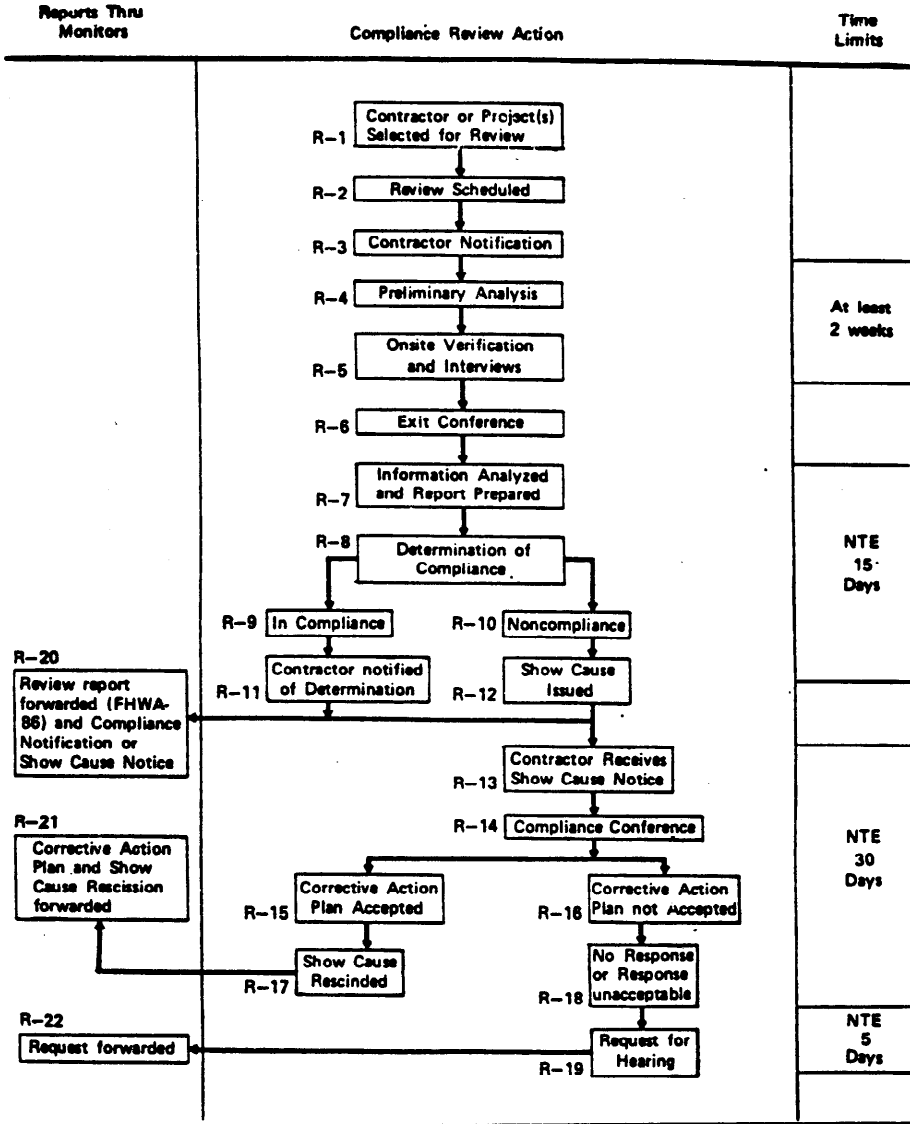 Reports Thru
Monitors
Compliance Review Action
Time
Limits
R-1
Contractor or Project(s)
Selected for Review
R-2
Review Scheduled
R-3
Contractor Notification
R-4
Preliminary Analysis
At least
2 weeks
R-5
Onsite Verification
and Interviews
R-6
Exit Conference
R-7
Information Analyzed
and Report Prepared
R-8
Determination of
Compliance
NTE
15
Days
R-9
In Compliance
R-10
Noncompliance
R-11
Contractor notified
of Determination
R-12
Show Cause
Issued
R-20
Review report
forwarded (FHWA-
86) and Compliance
Notification or
Show Cause Notice
R-13
Contractor Receives
Show Cause Notice
R-14
Compliance Conference
NTE
30
Days
R-21
Corrective Action
Plan and Show
Cause Rescission
forwarded
R-15
Corrective Action
Plan Accepted
R-16
Corrective Action
Plan not Accepted
R-17
Show Cause
Rescinded
R-18
No Response
or Response
unacceptable
R-22
Request forwarded
R-19
Request for
Hearing
NTE
5
Days